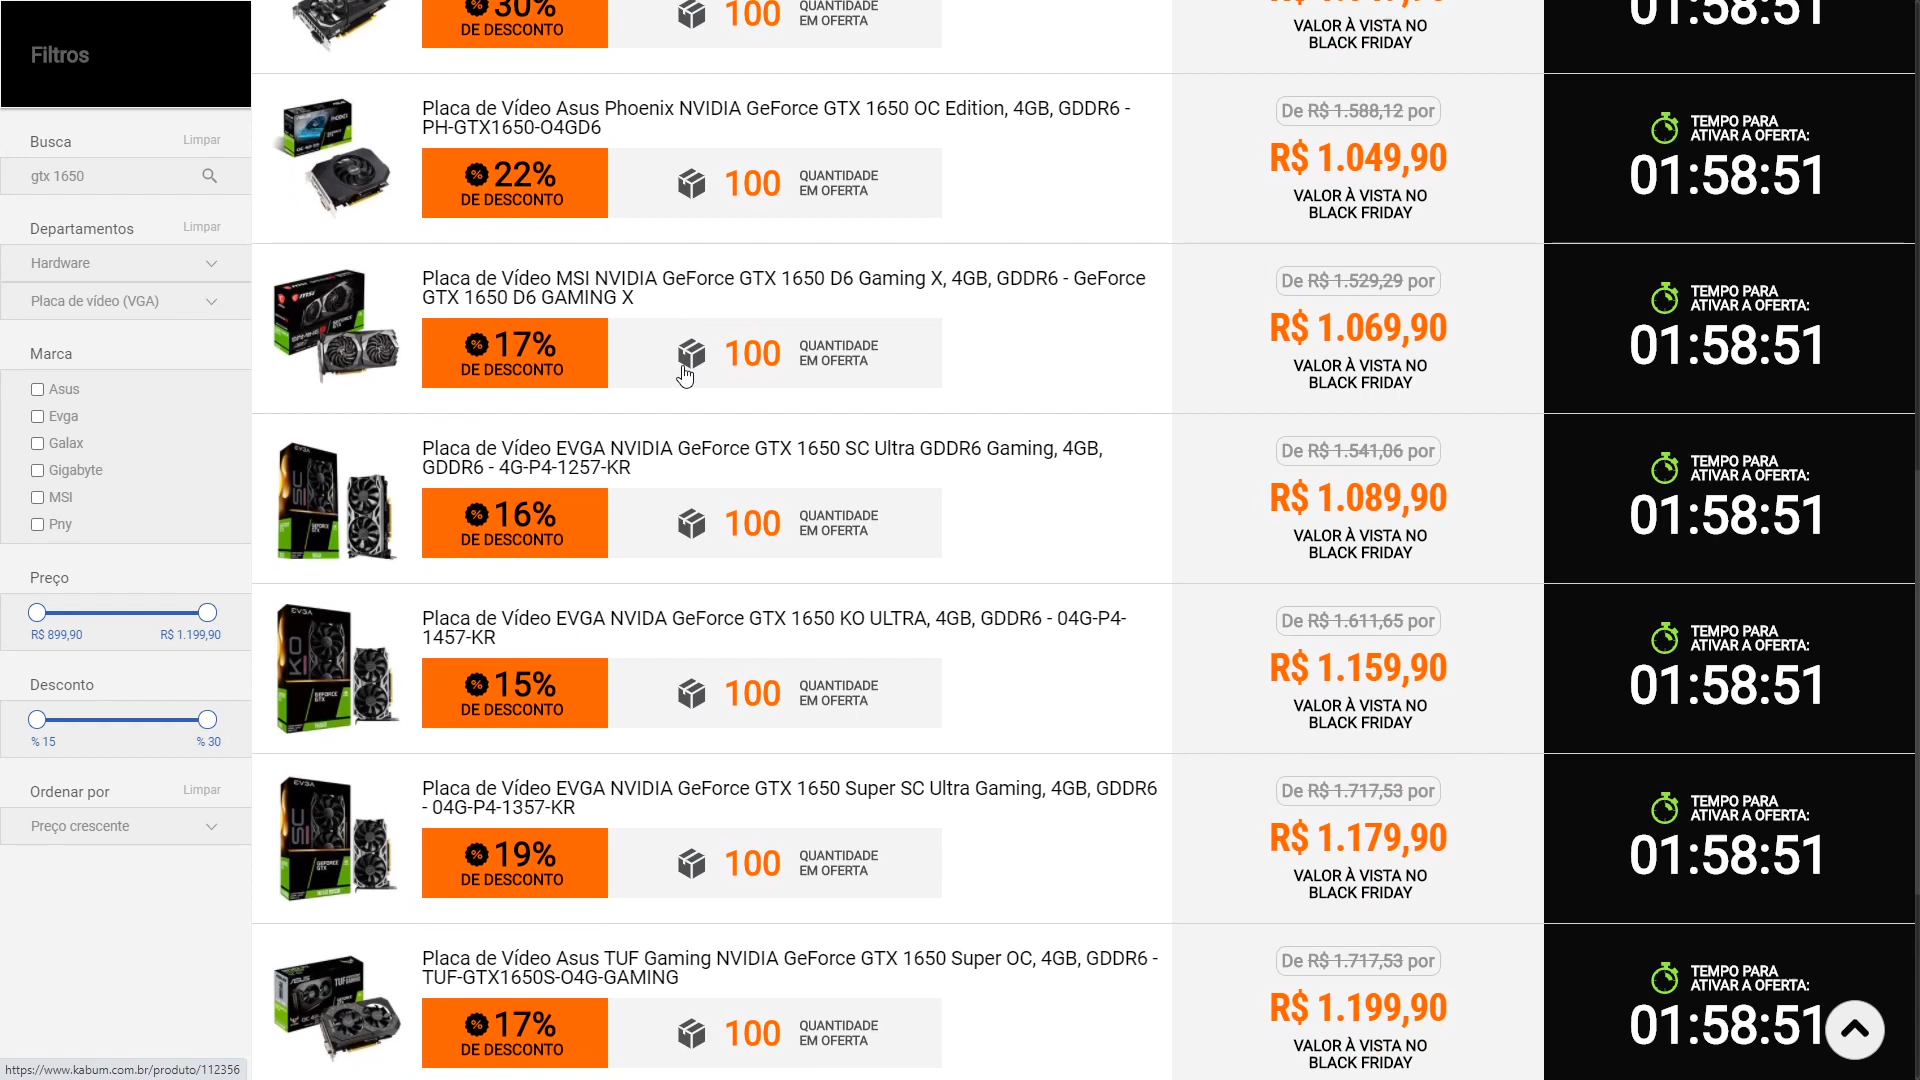 Filtros
Busca
Limpar
gtx 1650
Departamentos
Limpar
Hardware
Placa de vídeo (VGA)
Marca
Asus
Evga
Galax
Gigabyte
MSI
Pny
Preço
R$ 899,90
R$ 1.199,90
Desconto
% 15
% 30
Ordenar por
Limpar
Preço crescente
https://www.kabum.com.br/produto/112356
30%
DE DESCONTO
100
QUANTIDADE
EM OFERTA
VALOR À VISTA NO
BLACK FRIDAY
01:58:51
Placa de Vídeo Asus Phoenix NVIDIA GeForce GTX 1650 OC Edition, 4GB, GDDR6 -
PH-GTX1650-O4GD6
22%
DE DESCONTO
100
QUANTIDADE
EM OFERTA
De R$ 1.588,12 por
R$ 1.049,90
VALOR À VISTA NO
BLACK FRIDAY
TEMPO PARA
ATIVAR A OFERTA:
01:58:51
Placa de Vídeo MSI NVIDIA GeForce GTX 1650 D6 Gaming X, 4GB, GDDR6 - GeForce
GTX 1650 D6 GAMING X
17%
DE DESCONTO
100
QUANTIDADE
EM OFERTA
De R$ 1.529,29 por
R$ 1.069,90
VALOR À VISTA NO
BLACK FRIDAY
TEMPO PARA
ATIVAR A OFERTA:
01:58:51
Placa de Vídeo EVGA NVIDIA GeForce GTX 1650 SC Ultra GDDR6 Gaming, 4GB,
GDDR6 - 4G-P4-1257-KR
16%
DE DESCONTO
100
QUANTIDADE
EM OFERTA
De R$ 1.541,06 por
R$ 1.089,90
VALOR À VISTA NO
BLACK FRIDAY
TEMPO PARA
ATIVAR A OFERTA:
01:58:51
Placa de Vídeo EVGA NVIDA GeForce GTX 1650 KO ULTRA, 4GB, GDDR6 - 04G-P4-
1457-KR
15%
DE DESCONTO
100
QUANTIDADE
EM OFERTA
De R$ 1.611,65 por
R$ 1.159,90
VALOR À VISTA NO
BLACK FRIDAY
TEMPO PARA
ATIVAR A OFERTA:
01:58:51
Placa de Vídeo EVGA NVIDIA GeForce GTX 1650 Super SC Ultra Gaming, 4GB, GDDR6
- 04G-P4-1357-KR
19%
DE DESCONTO
100
QUANTIDADE
EM OFERTA
De R$ 1.717,53 por
R$ 1.179,90
VALOR À VISTA NO
BLACK FRIDAY
TEMPO PARA
ATIVAR A OFERTA:
01:58:51
Placa de Vídeo Asus TUF Gaming NVIDIA GeForce GTX 1650 Super OC, 4GB, GDDR6 -
TUF-GTX1650S-O4G-GAMING
17%
DE DESCONTO
100
QUANTIDADE
EM OFERTA
De R$ 1.717,53 por
R$ 1.199,90
VALOR À VISTA NO
BLACK FRIDAY
TEMPO PARA
ATIVAR A OFERTA:
01:58:51